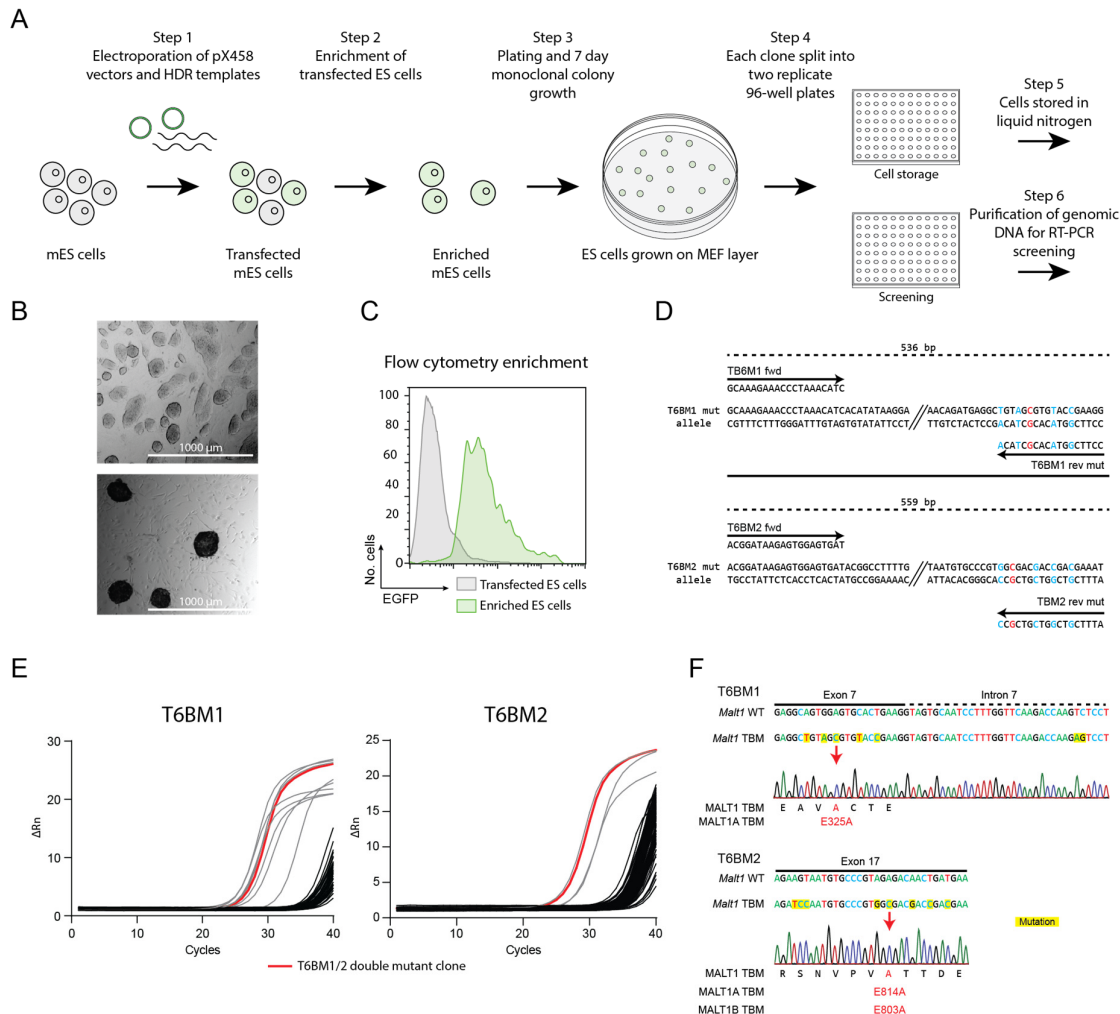 A
Step 1
Electroporation of pX458
vectors and HDR templates
Step 2
Enrichment of
transfected ES cells
Step 3
Plating and 7 day
monoclonal colony
growth
Step 4
Each clone split into
two replicate
96-well plates
Step 5
Cells stored in
liquid nitrogen
Cell storage
Step 6
Purification of genomic
DNA for RT-PCR
screening
Screening
mES cells
Transfected
mES cells
Enriched
mES cells
ES cells grown on MEF layer
B
1000 µm
1000 µm
C
Flow cytometry enrichment
100
80
60
40
20
0
No. cells
EGFP
Transfected ES cells
Enriched ES cells
D
536 bp
TB6M1 fwd
GCAAAGAAACCCTAAACATC
T6BM1 mut GCAAAGAAACCCTAAACATCACATATAAGGA // AACAGATGAGGCTGTAGCGTGTACCGAAGG
allele CGTTTCTTTGGGATTTGTAGTGTATATTCCT // TTGTCTACTCCGACATCGCACATGGCTTCC
ACATCGCACATGGCTTCC
T6BM1 rev mut
559 bp
T6BM2 fwd
ACGGATAAGAGTGGAGTGAT
T6BM2 mut ACGGATAAGAGTGGAGTGATACGGCCTTTTG // TAATGTGCCCGTGGCGACGACCGACGAAAT
allele TGCCTATTCTCACCTCACTATGCCGGAAAAC // ATTACACGGGCACCGCTGCTGGCTGCTTTA
TBM2 rev mut
CCGCTGCTGGCTGCTTTA
E
T6BM1
30
20
10
0
ΔRn
0
10
20
30
40
Cycles
T6BM2
25
20
15
10
5
0
ΔRn
0
10
20
30
40
Cycles
T6BM1/2 double mutant clone
F
T6BM1
Exon 7
Intron 7
Malt1 WT GAGGCAGTGGAGTGCACTGAAGGTAGTGCAATCCTTTGGTTCAAGACCAAGTCTCCT
Malt1 TBM GAGGCTGTAGCGTGTACCGAAGGTAGTGCAATCCTTTGGTTCAAGACCAAGAGTCCT
MALT1 TBM E A V A C T E
MALT1A TBM E325A
T6BM2
Exon 17
Malt1 WT AGAAGTAATGTGCCCGTAGAGACAACTGATGAA
Malt1 TBM AGATCCAATGTGCCCGTGGCGACGACCGACGAA
Mutation
MALT1 TBM R S N V P V A T T D E
MALT1A TBM E814A
MALT1B TBM E803A